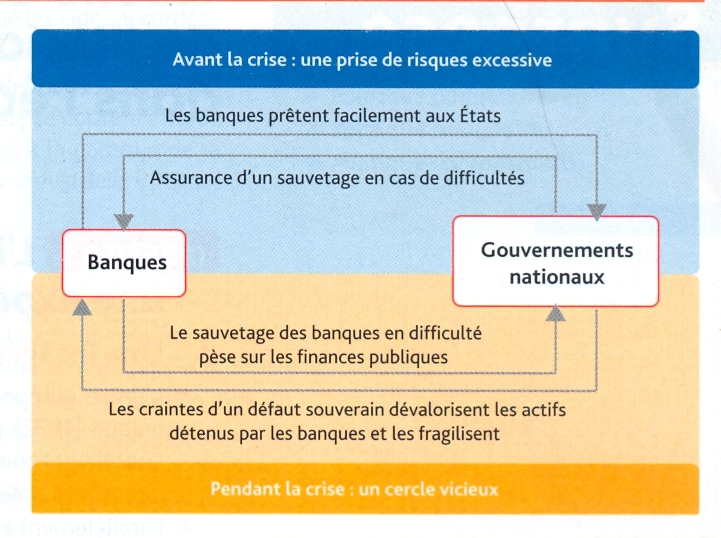 Avant la crise : une prise de risques excessive
Les banques prêtent facilement aux États
Assurance d’un sauvetage en cas de difficultés
Banques
Gouvernements
nationaux
Le sauvetage des banques en difficulté
pèse sur les finances publiques
Les craintes d’un défaut souverain dévalorisent les actifs
détenus par les banques et les fragilisent
Pendant la crise : un cercle vicieux